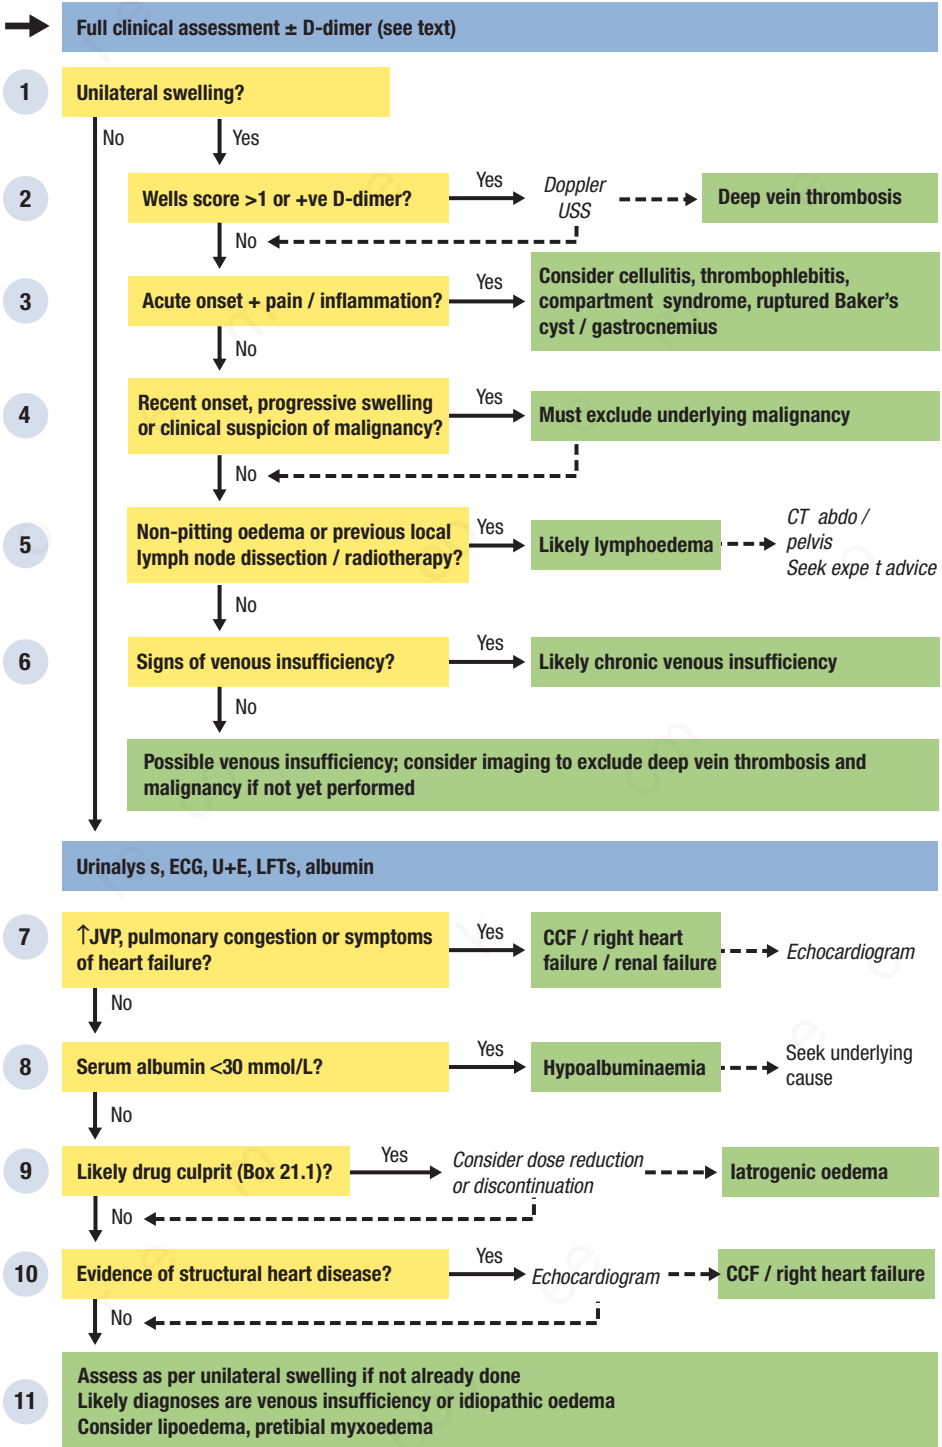 Full clinical assessment ± D-dimer (see text)
1
Unilateral swelling?
No
Yes
2
Wells score >1 or +ve D-dimer?
Yes
Doppler
USS
Deep vein thrombosis
No
3
Acute onset + pain / inflammation?
Yes
Consider cellulitis, thrombophlebitis,
compartment syndrome, ruptured Baker's
cyst / gastrocnemius
No
4
Recent onset, progressive swelling
or clinical suspicion of malignancy?
Yes
Must exclude underlying malignancy
No
5
Non-pitting oedema or previous local
lymph node dissection / radiotherapy?
Yes
Likely lymphoedema
CT abdo /
pelvis
Seek expe t advice
No
6
Signs of venous insufficiency?
Yes
Likely chronic venous insufficiency
No
Possible venous insufficiency; consider imaging to exclude deep vein thrombosis and
malignancy if not yet performed
Urinalys s, ECG, U+E, LFTs, albumin
7
↑JVP, pulmonary congestion or symptoms
of heart failure?
Yes
CCF / right heart
failure / renal failure
Echocardiogram
No
8
Serum albumin <30 mmol/L?
Yes
Hypoalbuminaemia
Seek underlying
cause
No
9
Likely drug culprit (Box 21.1)?
Yes
Consider dose reduction
or discontinuation
Iatrogenic oedema
No
10
Evidence of structural heart disease?
Yes
Echocardiogram
CCF / right heart failure
No
11
Assess as per unilateral swelling if not already done
Likely diagnoses are venous insufficiency or idiopathic oedema
Consider lipoedema, pretibial myxoedema